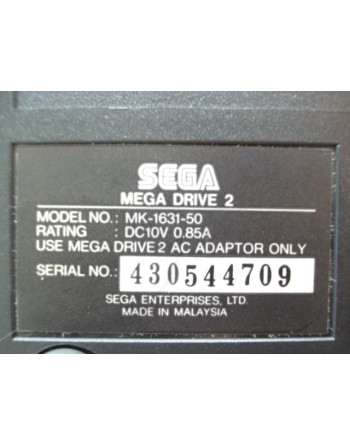 SEGA
MEGA DRIVE 2
MODEL NO.: MK-1631-50
RATING : DC10V 0.85A
USE MEGA DRIVE 2 AC ADAPTOR ONLY
SERIAL NO.: 430544709
SEGA ENTERPRISES, LTD.
MADE IN MALAYSIA